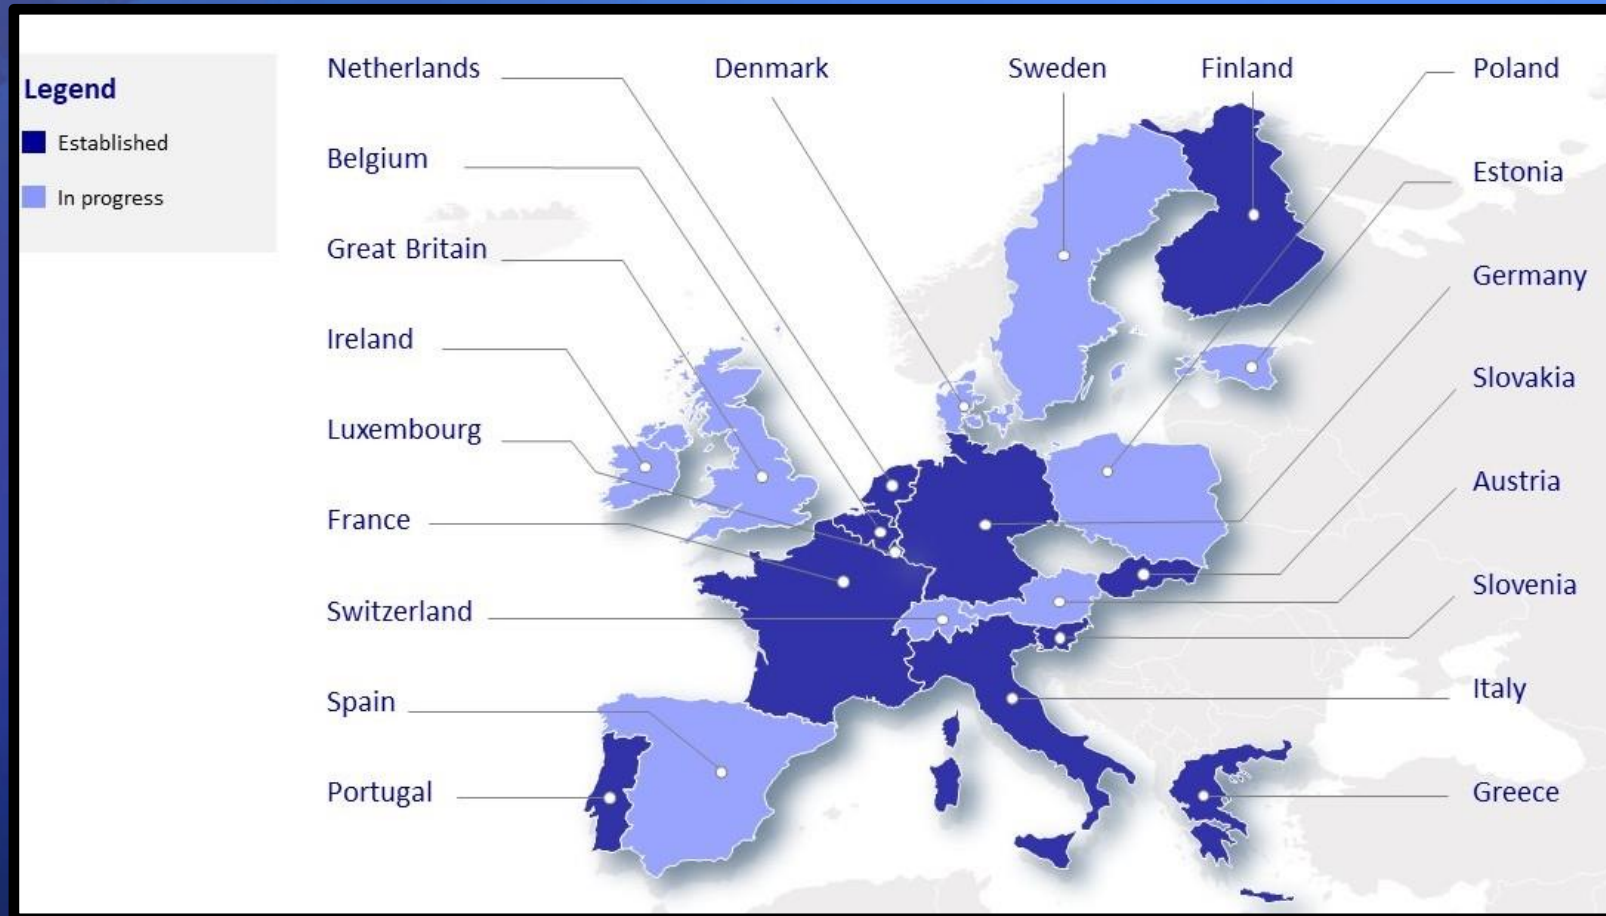 Legend
Established
In progress
Netherlands
Denmark
Sweden
Finland
Poland
Belgium
Estonia
Great Britain
Germany
Ireland
Slovakia
Luxembourg
Austria
France
Slovenia
Switzerland
Italy
Spain
Portugal
Greece